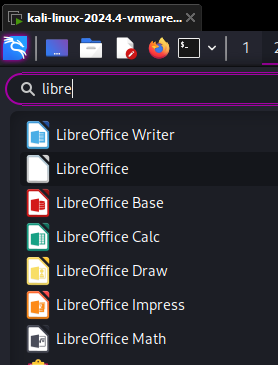 kali-linux-2024.4-vmware...
1
2
libre
LibreOffice Writer
LibreOffice
LibreOffice Base
LibreOffice Calc
LibreOffice Draw
LibreOffice Impress
LibreOffice Math